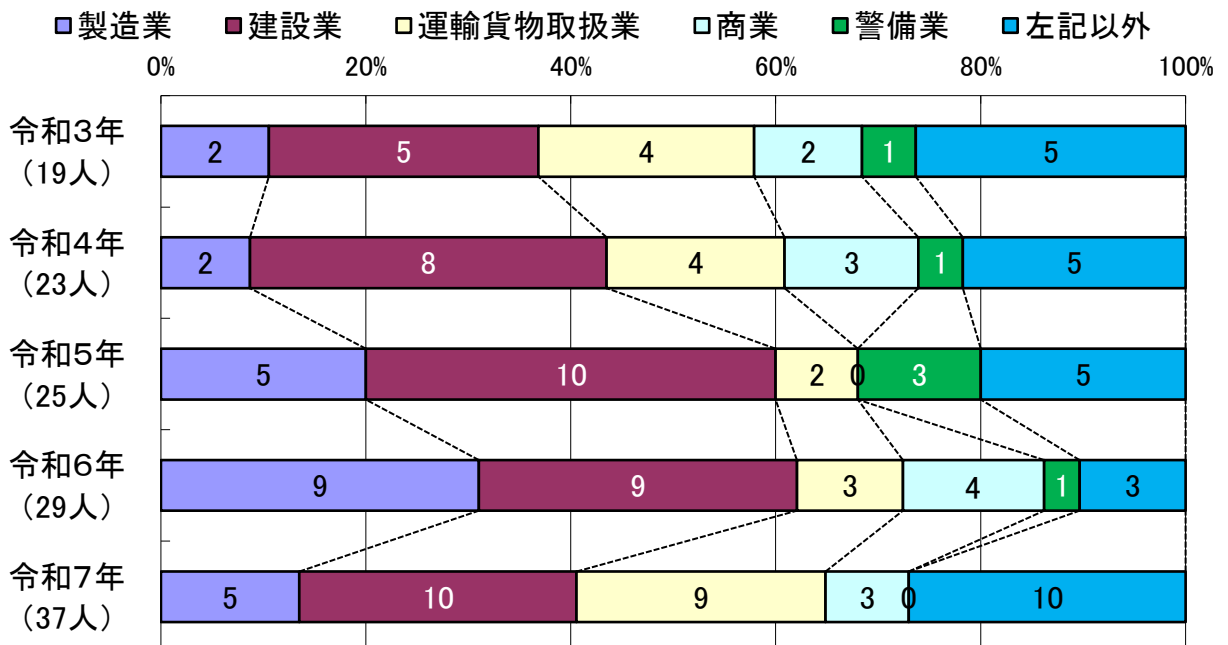 製造業 建設業 運輸貨物取扱業 商業 警備業 左記以外
0% 20% 40% 60% 80% 100%
令和3年
(19人)
2 5 4 2 1 5
令和4年
(23人)
2 8 4 3 1 5
令和5年
(25人)
5 10 2 0 3 5
令和6年
(29人)
9 9 3 4 1 3
令和7年
(37人)
5 10 9 3 0 10